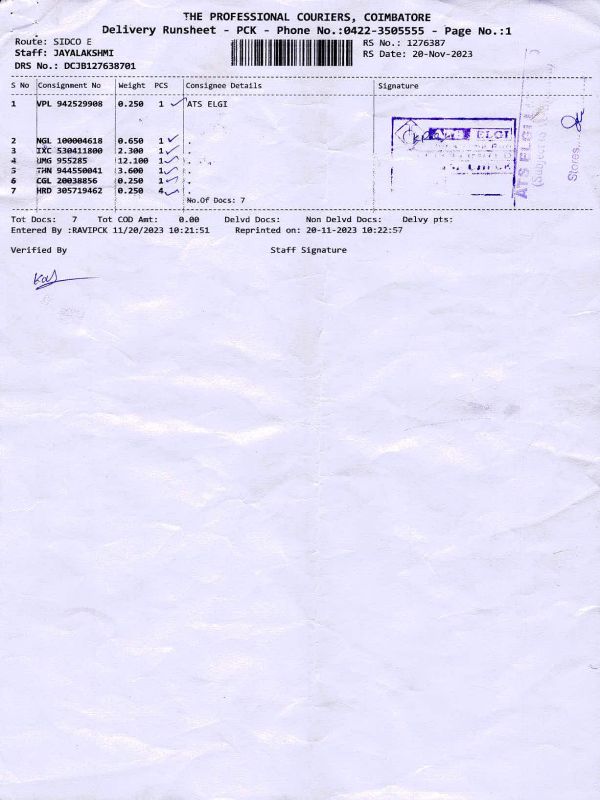 THE PROFESSIONAL COURIERS, COIMBATORE
Delivery Runsheet - PCK - Phone No.:0422-3505555 - Page No.:1
Route: SIDCO E
Staff: JAYALAKSHMI
DRS No.: DCJB127638701
RS No.: 1276387
RS Date: 20-Nov-2023
S No Consignment No Weight PCS Consignee Details Signature
1 VPL 942529908 0.250 1 ATS ELGI
2 NGL 100004618 0.650 1 .
3 IXC 530411800 2.300 1 .
4 UMG 955285 12.100 1 .
5 THN 944550041 3.600 1 .
6 CGL 20038856 0.250 1 .
7 HRD 305719462 0.250 4 .
No.Of Docs: 7
ATS ELGI
ATS ELGI
(Subject to
Stores.
Tot Docs: 7 Tot COD Amt: 0.00 Delvd Docs: Non Delvd Docs: Delvy pts:
Entered By :RAVIPCK 11/20/2023 10:21:51 Reprinted on: 20-11-2023 10:22:57
Verified By Staff Signature